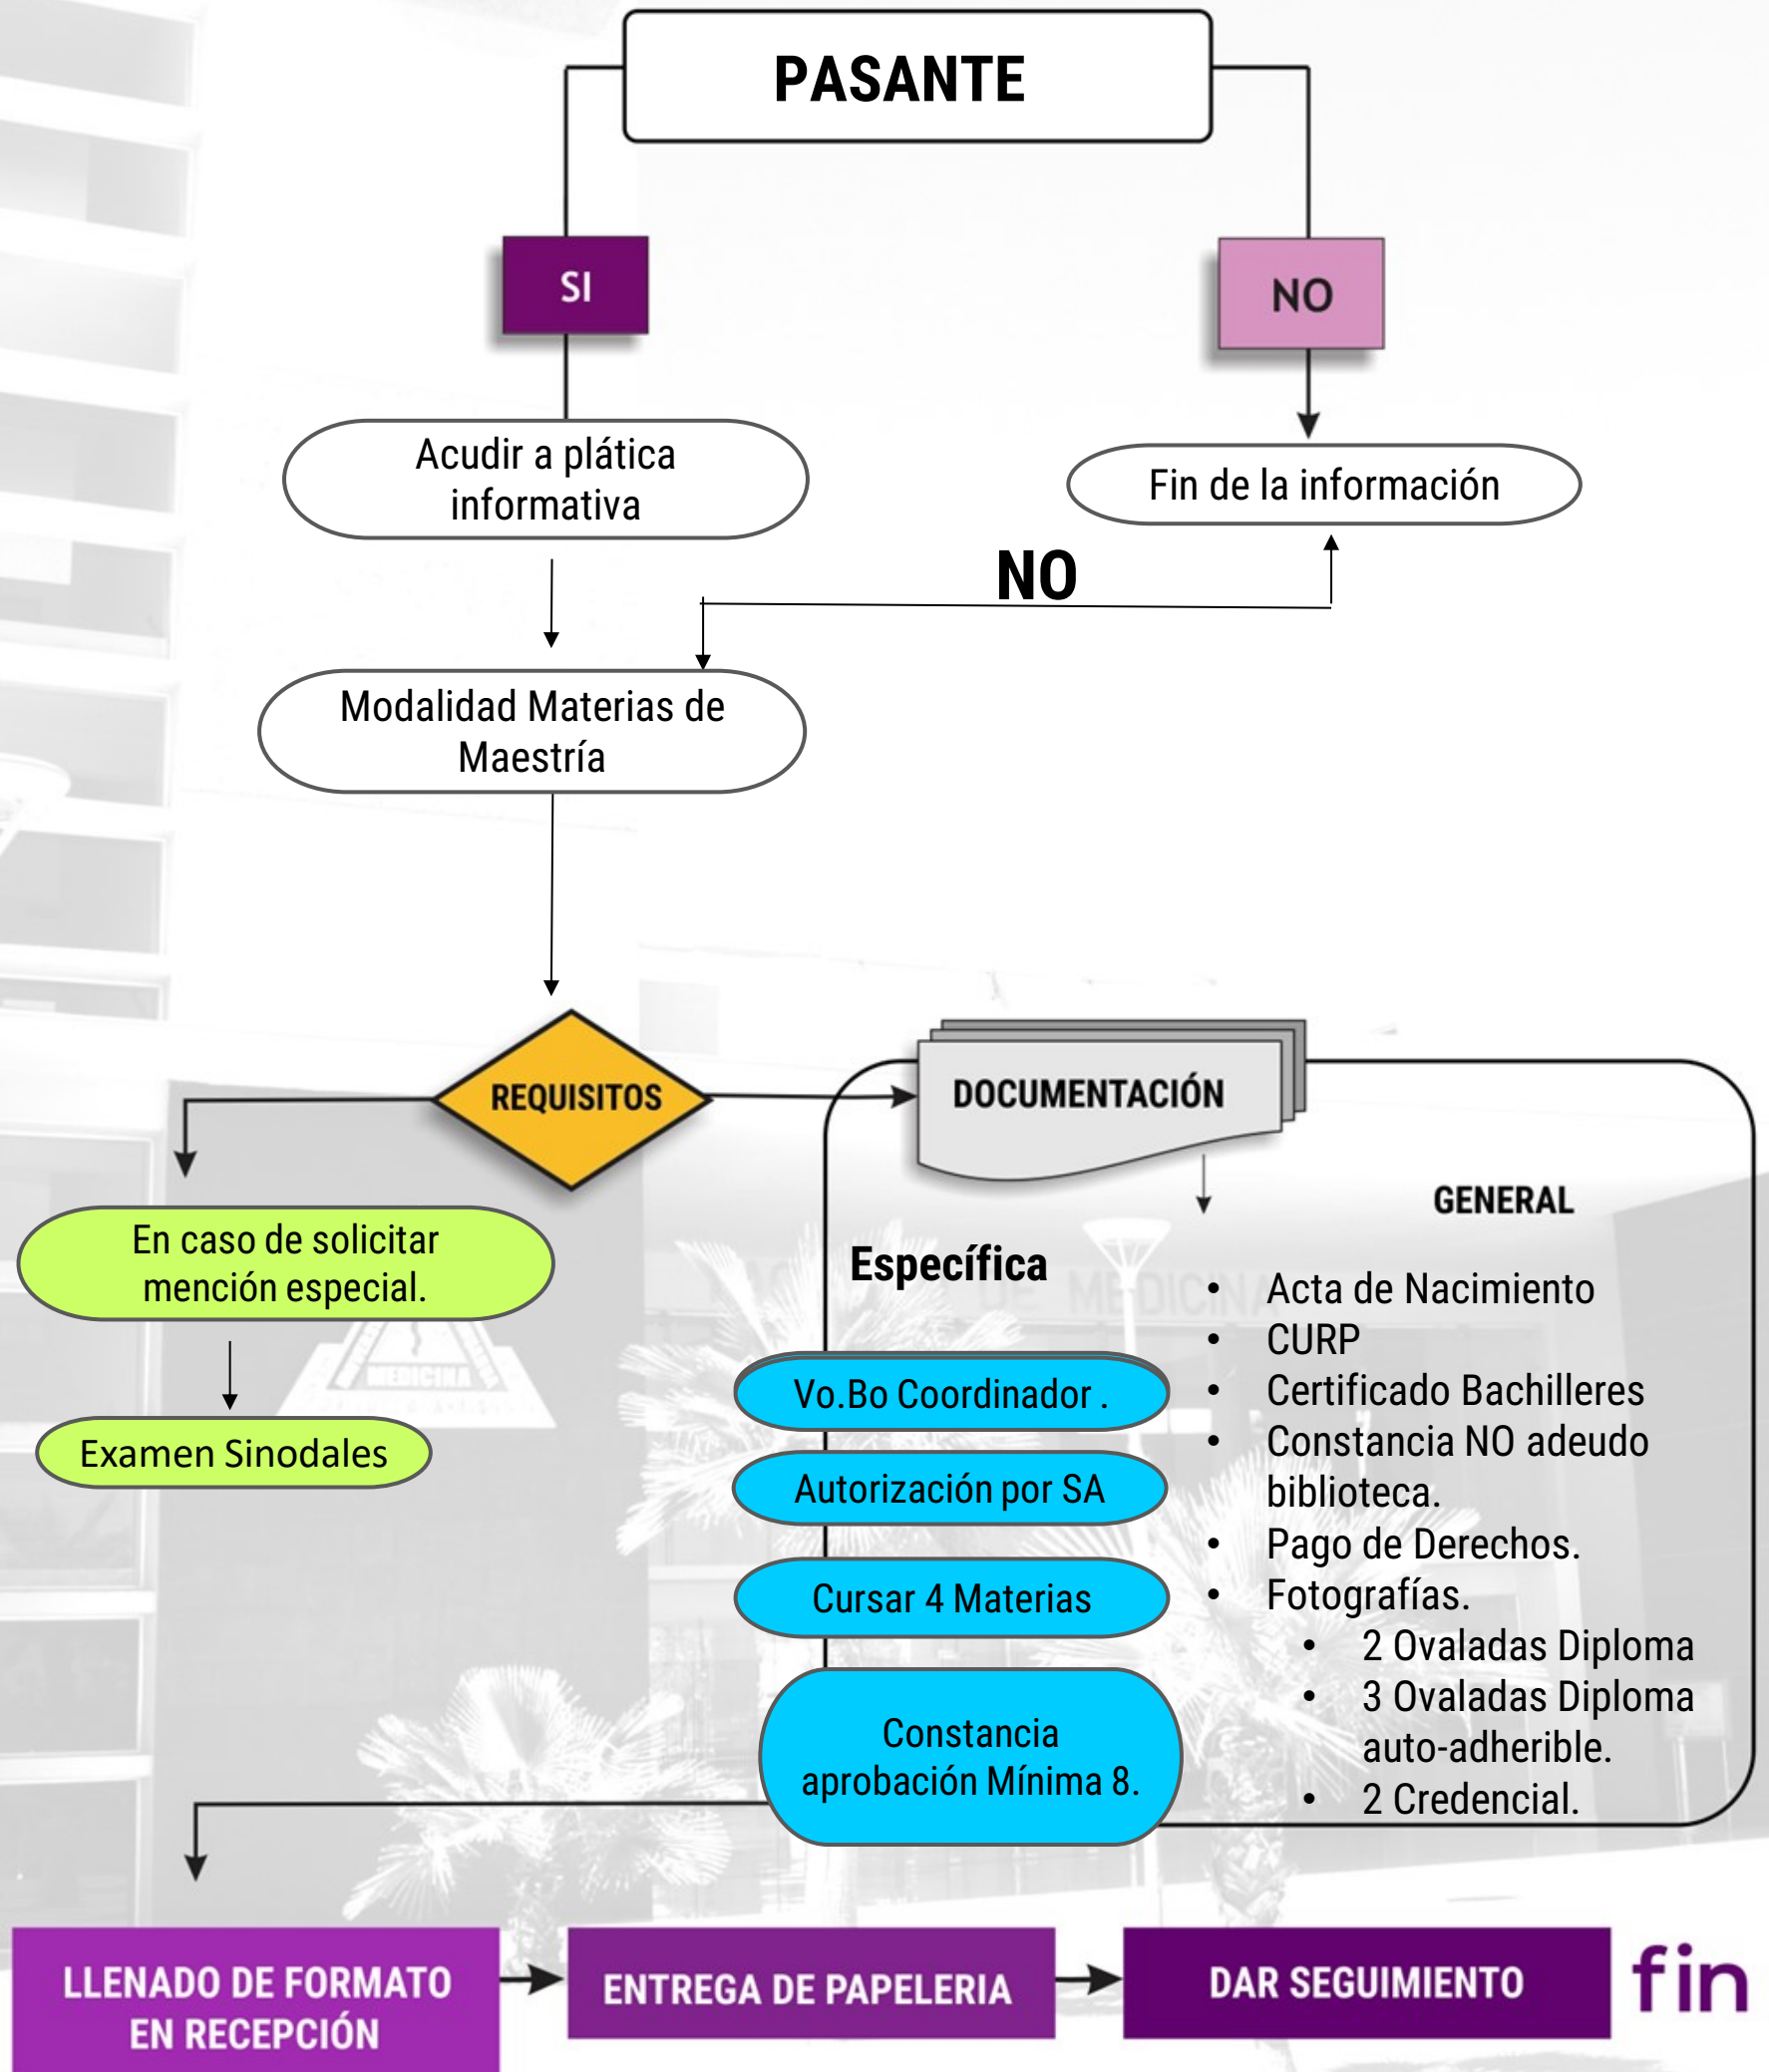 PASANTE
SI
NO
Acudir a plática
informativa
Fin de la información
NO
Modalidad Materias de
Maestría
REQUISITOS
DOCUMENTACIÓN
En caso de solicitar
mención especial.
Examen Sinodales
Específica
Vo.Bo Coordinador .
Autorización por SA
Cursar 4 Materias
Constancia
aprobación Mínima 8.
GENERAL
• Acta de Nacimiento
• CURP
• Certificado Bachilleres
• Constancia NO adeudo
biblioteca.
• Pago de Derechos.
• Fotografías.
• 2 Ovaladas Diploma
• 3 Ovaladas Diploma
auto-adherible.
• 2 Credencial.
MEDICINA
DE MEDICINA
LLENADO DE FORMATO
EN RECEPCIÓN
ENTREGA DE PAPELERIA
DAR SEGUIMIENTO
fin